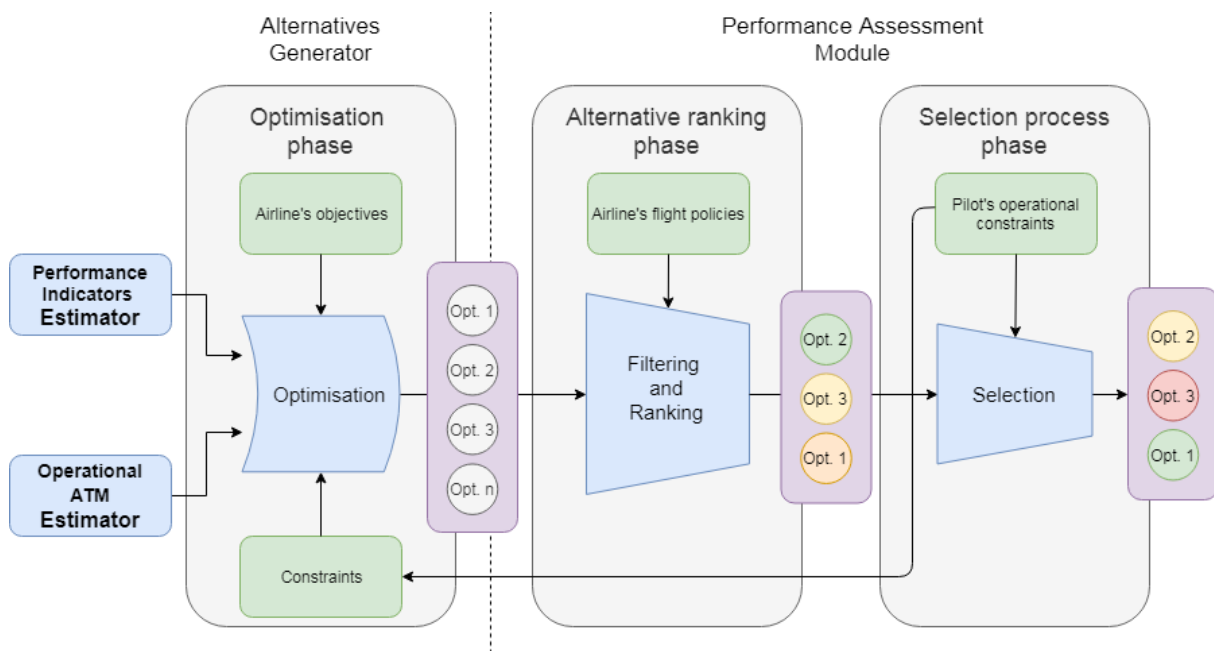 Alternatives
Generator
Performance Assessment
Module
Optimisation
phase
Airline's objectives
Performance
Indicators
Estimator
Operational
ATM
Estimator
Optimisation
Constraints
Opt. 1
Opt. 2
Opt. 3
Opt. n
Alternative ranking
phase
Airline's flight policies
Filtering
and
Ranking
Opt. 2
Opt. 3
Opt. 1
Selection process
phase
Pilot's operational
constraints
Selection
Opt. 2
Opt. 3
Opt. 1